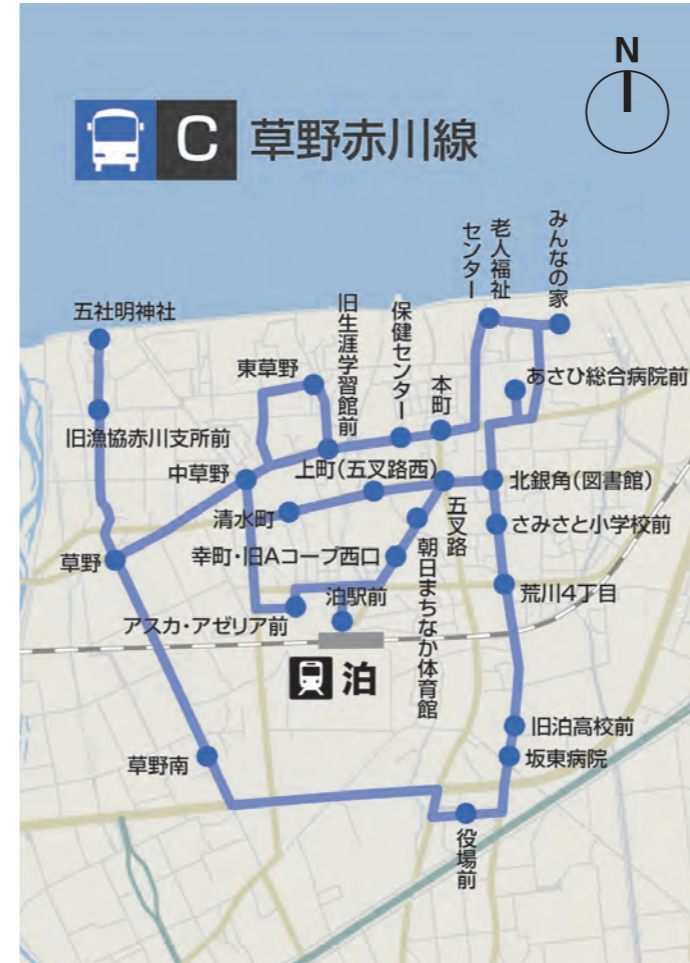 N
C 草野赤川線
みんなの家
老人福祉
センター
五社明神社
旧生涯学習館前
保健センター
東草野
あさひ総合病院前
本町
旧漁協赤川支所前
中草野
上町(五叉路西)
北銀角(図書館)
清水町
五叉路
さみさと小学校前
草野
幸町・旧Aコープ西口
朝日まちなか体育館
荒川4丁目
泊駅前
アスカ・アゼリア前
泊
旧泊高校前
草野南
坂東病院
役場前